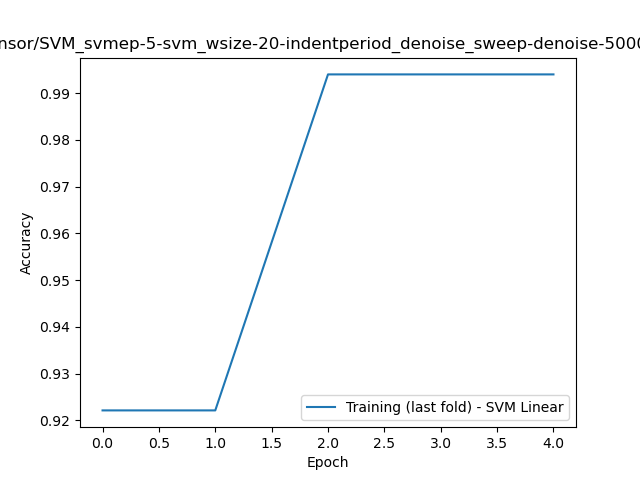 nsor/SVM_svmep-5-svm_wsize-20-indentperiod_denoise_sweep-denoise-5000
0.99
0.98
0.97
0.96
0.95
0.94
0.93
0.92
Accuracy
Training (last fold) - SVM Linear
0.0 0.5 1.0 1.5 2.0 2.5 3.0 3.5 4.0
Epoch